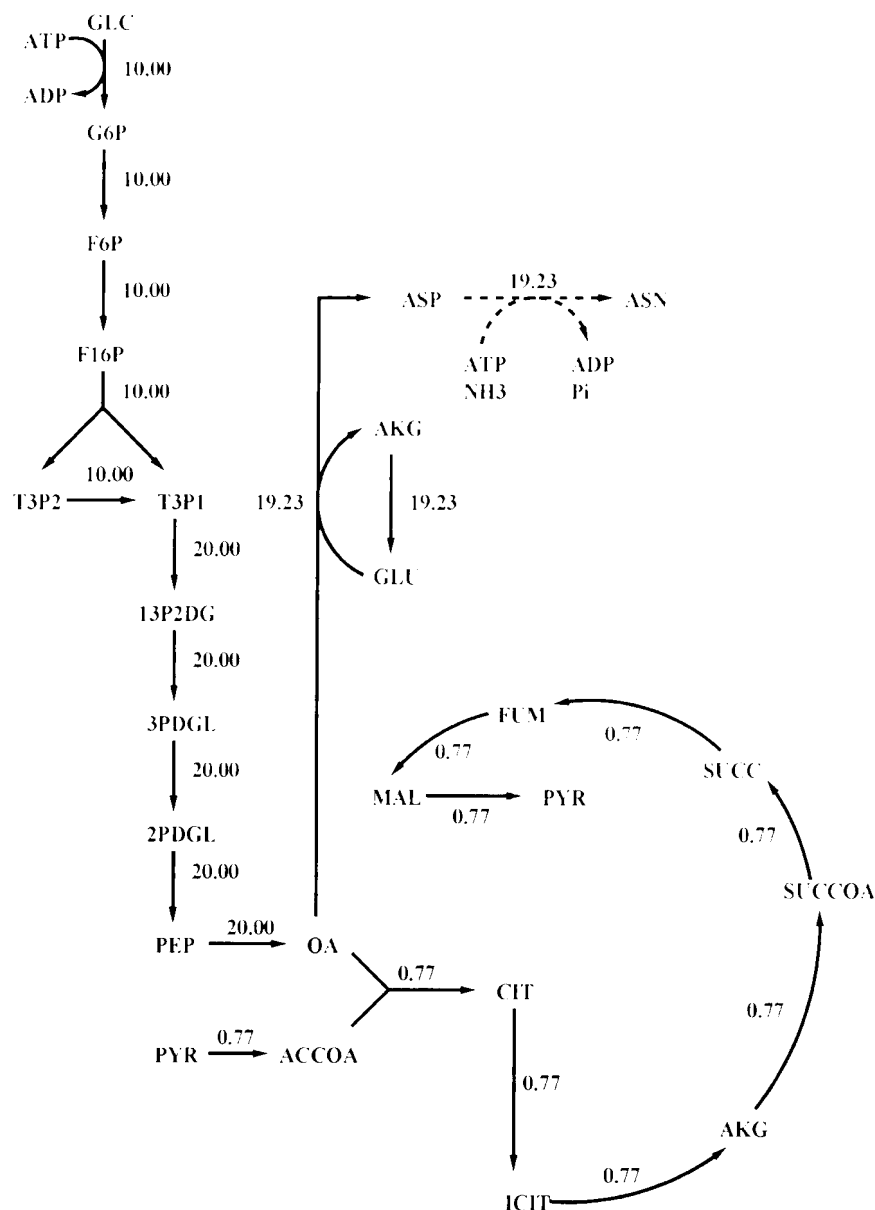 GLC
ATP
10.00
ADP
G6P
10.00
F6P
10.00
19.23
ASP
ASN
F16P
ATP
ADP
NH3
Pi
10.00
AKG
10.00
T3P2
T3P1
19.23
19.23
20.00
GLU
13P2DG
20.00
3PDGL
FUM
0.77
0.77
SUCC
20.00
MAL
PYR
0.77
2PDGL
0.77
20.00
SUCCOA
PEP
20.00
OA
0.77
CIT
0.77
PYR
0.77
ACCOA
0.77
AKG
0.77
ICIT